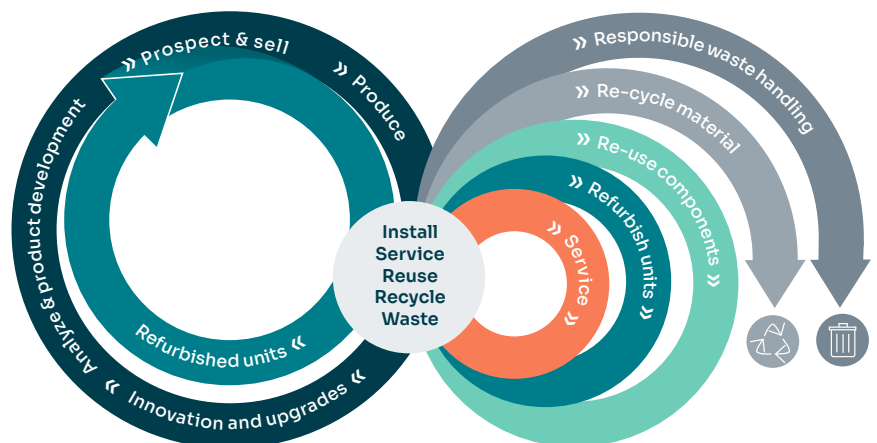 » Prospect & sell
» Produce
Analyze & product development »
Innovation and upgrades »
Refurbished units »
Install
Service
Reuse
Recycle
Waste
» Responsible waste handling
» Re-cycle material
» Re-use components »
» Refurbish units »
» Service »